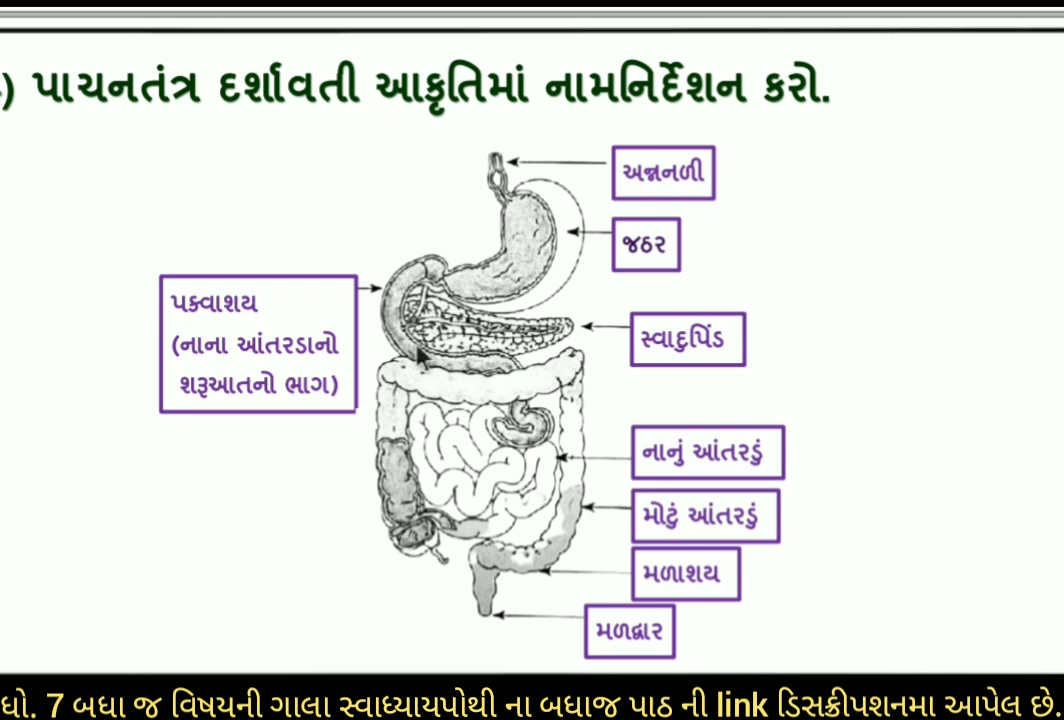 ) પાચનતંત્ર દર્શાવતી આકૃતિમાં નામનિર્દેશન કરો.
અન્નનળી
જઠર
પક્વાશય
(નાના આંતરડાનો
શરૂઆતનો ભાગ)
સ્વાદુપિંડ
નાનું આંતરડું
મોટું આંતરડું
મળાશય
મળદ્વાર
ધો. 7 બધા જ વિષયની ગાલા સ્વાધ્યાયપોથી ના બધાજ પાઠ ની link ડિસક્રીપશનમા આપેલ છે.